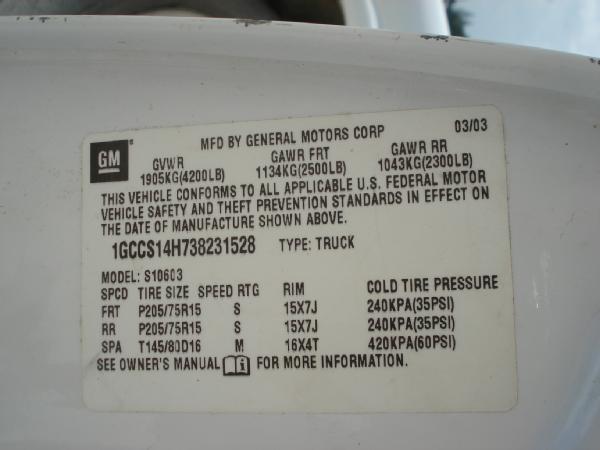 MFD BY GENERAL MOTORS CORP 03/03
GM
GVWR GAWR FRT GAWR RR
1905KG(4200LB) 1134KG(2500LB) 1043KG(2300LB)
THIS VEHICLE CONFORMS TO ALL APPLICABLE U.S. FEDERAL MOTOR
VEHICLE SAFETY AND THEFT PREVENTION STANDARDS IN EFFECT ON
THE DATE OF MANUFACTURE SHOWN ABOVE.
1GCCS14H738231528 TYPE: TRUCK
MODEL: S10603
SPCD TIRE SIZE SPEED RTG RIM COLD TIRE PRESSURE
FRT P205/75R15 S 15X7J 240KPA(35PSI)
RR P205/75R15 S 15X7J 240KPA(35PSI)
SPA T145/80D16 M 16X4T 420KPA(60PSI)
SEE OWNER'S MANUAL FOR MORE INFORMATION.